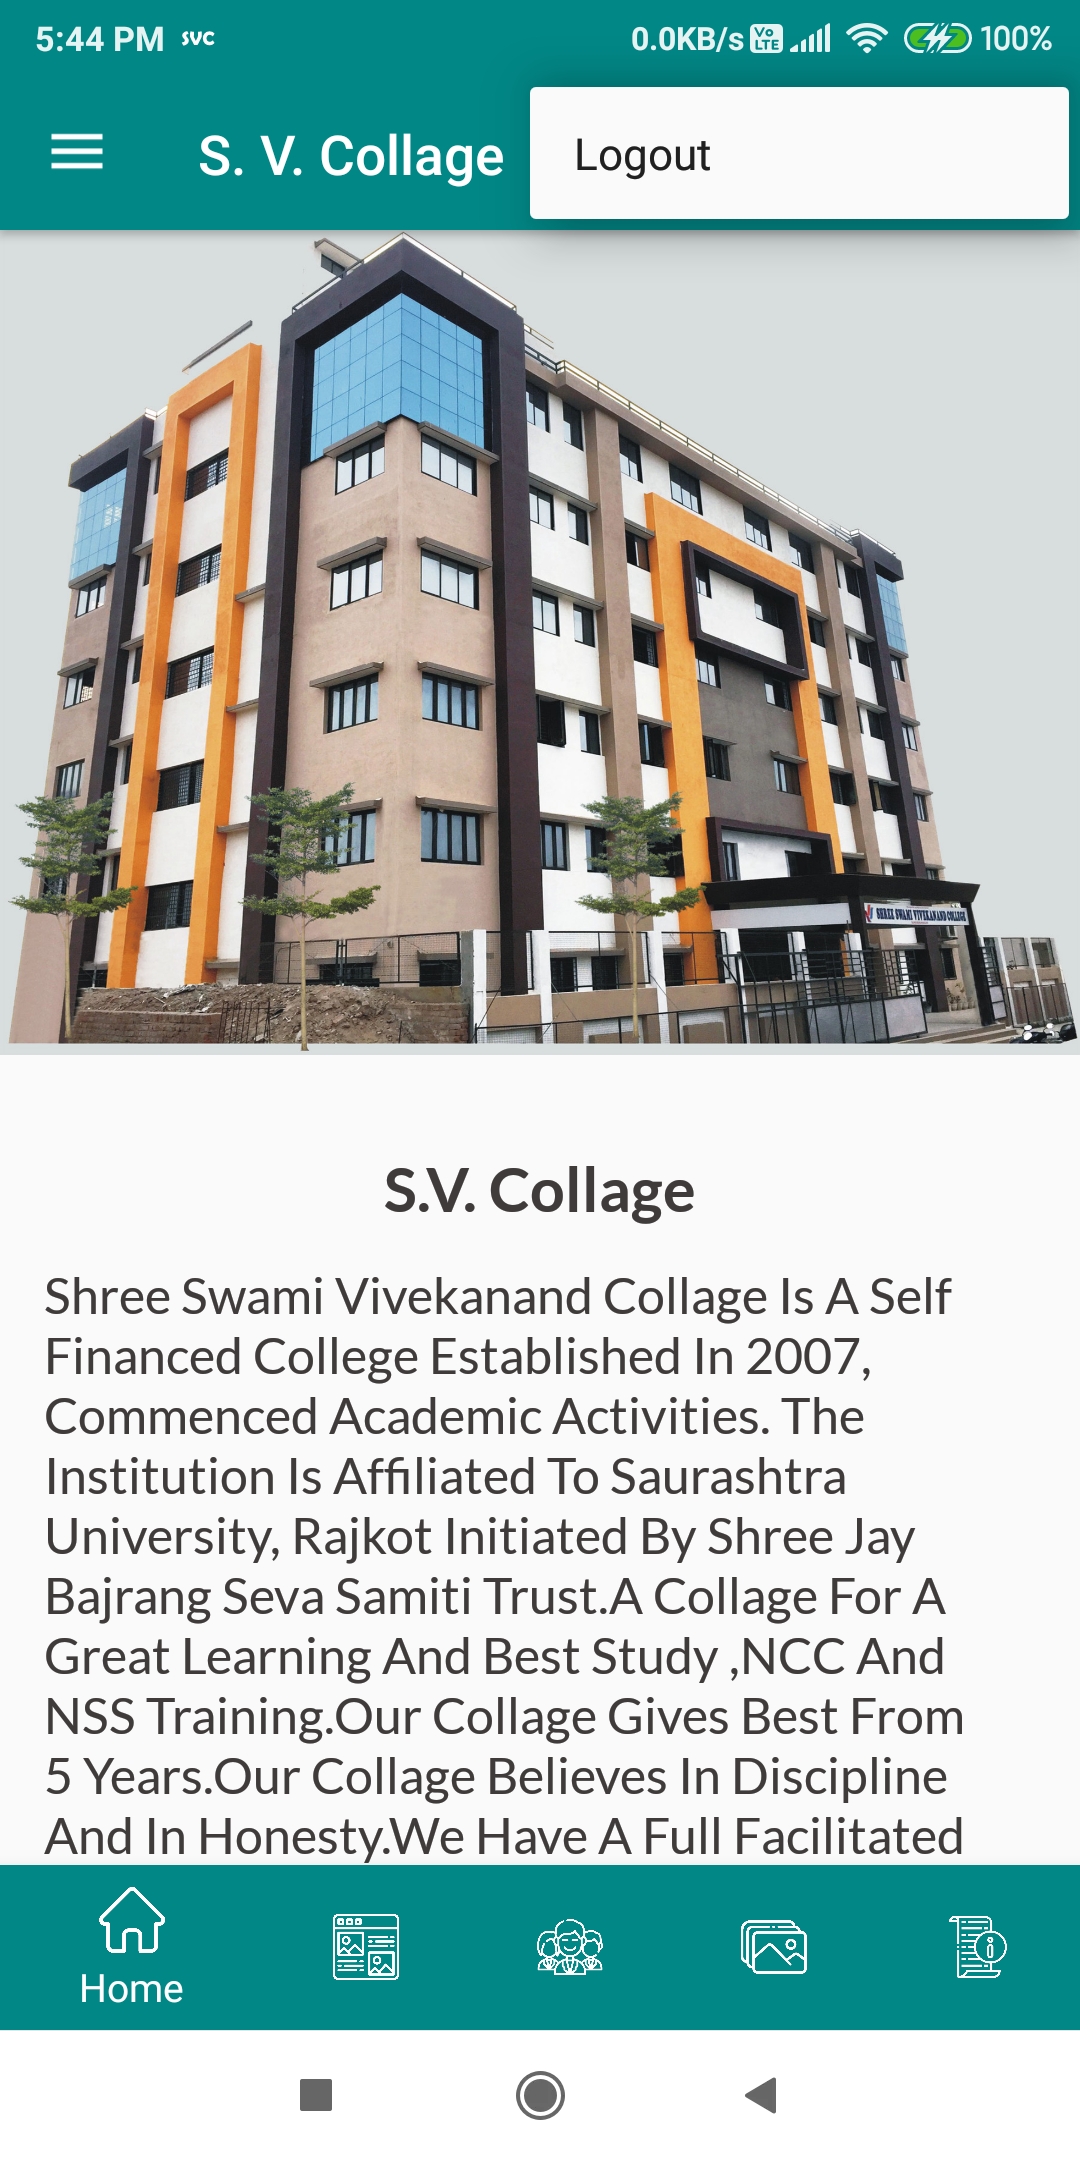 5:44 PM SVC 0.0KB/s Vo LTE 100%
S. V. Collage
Logout
SHREE SWAMI VIVEKANAND COLLEGE
S.V. Collage
Shree Swami Vivekanand Collage Is A Self
Financed College Established In 2007,
Commenced Academic Activities. The
Institution Is Affiliated To Saurashtra
University, Rajkot Initiated By Shree Jay
Bajrang Seva Samiti Trust.A Collage For A
Great Learning And Best Study ,NCC And
NSS Training.Our Collage Gives Best From
5 Years.Our Collage Believes In Discipline
And In Honesty.We Have A Full Facilitated
Home